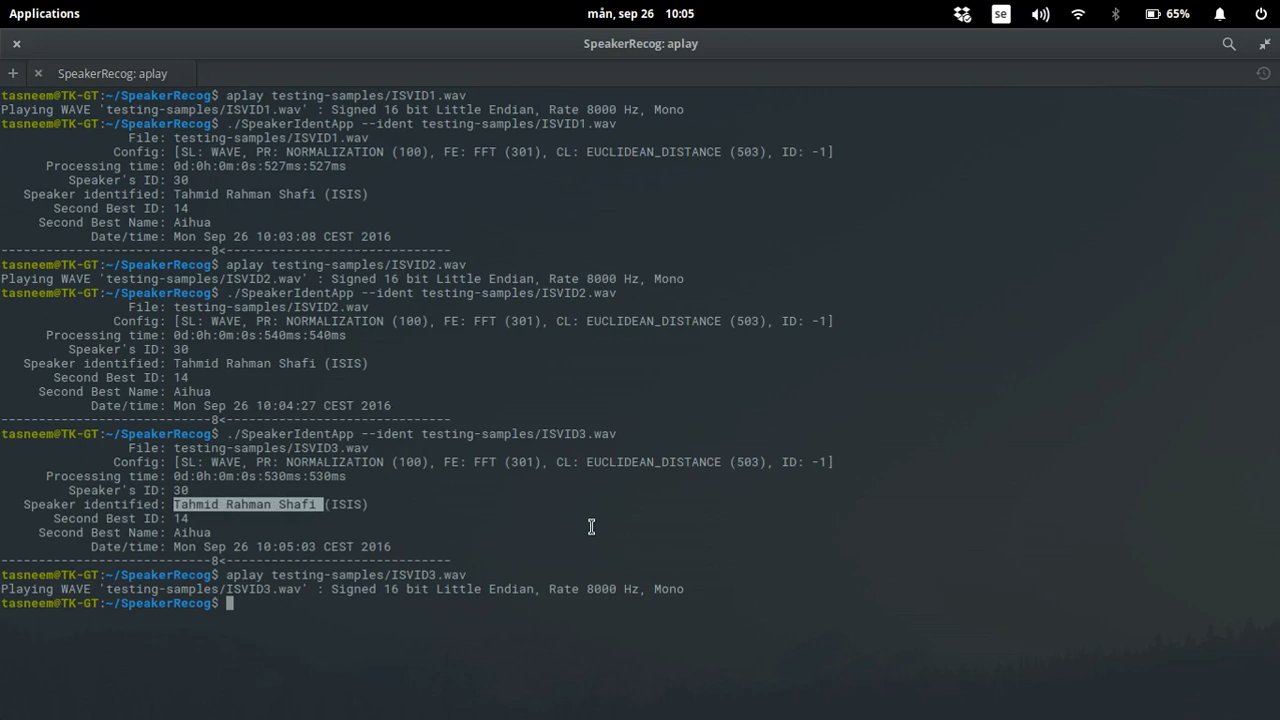 Applications
mån, sep 26 10:05
se
65%
SpeakerRecog: aplay
SpeakerRecog: aplay
tasneem@TK-GT:~/SpeakerRecog$ aplay testing-samples/ISVID1.wav
Playing WAVE 'testing-samples/ISVID1.wav' : Signed 16 bit Little Endian, Rate 8000 Hz, Mono
tasneem@TK-GT:~/SpeakerRecog$ ./SpeakerIdentApp --ident testing-samples/ISVID1.wav
File: testing-samples/ISVID1.wav
Config: [SL: WAVE, PR: NORMALIZATION (100), FE: FFT (301), CL: EUCLIDEAN_DISTANCE (503), ID: -1]
Processing time: 0d:0h:0m:0s:527ms:527ms
Speaker's ID: 30
Speaker identified: Tahmid Rahman Shafi (ISIS)
Second Best ID: 14
Second Best Name: Aihua
Date/time: Mon Sep 26 10:03:08 CEST 2016
----------------------------8<------------------------------
tasneem@TK-GT:~/SpeakerRecog$ aplay testing-samples/ISVID2.wav
Playing WAVE 'testing-samples/ISVID2.wav' : Signed 16 bit Little Endian, Rate 8000 Hz, Mono
tasneem@TK-GT:~/SpeakerRecog$ ./SpeakerIdentApp --ident testing-samples/ISVID2.wav
File: testing-samples/ISVID2.wav
Config: [SL: WAVE, PR: NORMALIZATION (100), FE: FFT (301), CL: EUCLIDEAN_DISTANCE (503), ID: -1]
Processing time: 0d:0h:0m:0s:540ms:540ms
Speaker's ID: 30
Speaker identified: Tahmid Rahman Shafi (ISIS)
Second Best ID: 14
Second Best Name: Aihua
Date/time: Mon Sep 26 10:04:27 CEST 2016
----------------------------8<------------------------------
tasneem@TK-GT:~/SpeakerRecog$ ./SpeakerIdentApp --ident testing-samples/ISVID3.wav
File: testing-samples/ISVID3.wav
Config: [SL: WAVE, PR: NORMALIZATION (100), FE: FFT (301), CL: EUCLIDEAN_DISTANCE (503), ID: -1]
Processing time: 0d:0h:0m:0s:530ms:530ms
Speaker's ID: 30
Speaker identified: Tahmid Rahman Shafi (ISIS)
Second Best ID: 14
Second Best Name: Aihua
Date/time: Mon Sep 26 10:05:03 CEST 2016
----------------------------8<------------------------------
tasneem@TK-GT:~/SpeakerRecog$ aplay testing-samples/ISVID3.wav
Playing WAVE 'testing-samples/ISVID3.wav' : Signed 16 bit Little Endian, Rate 8000 Hz, Mono
tasneem@TK-GT:~/SpeakerRecog$